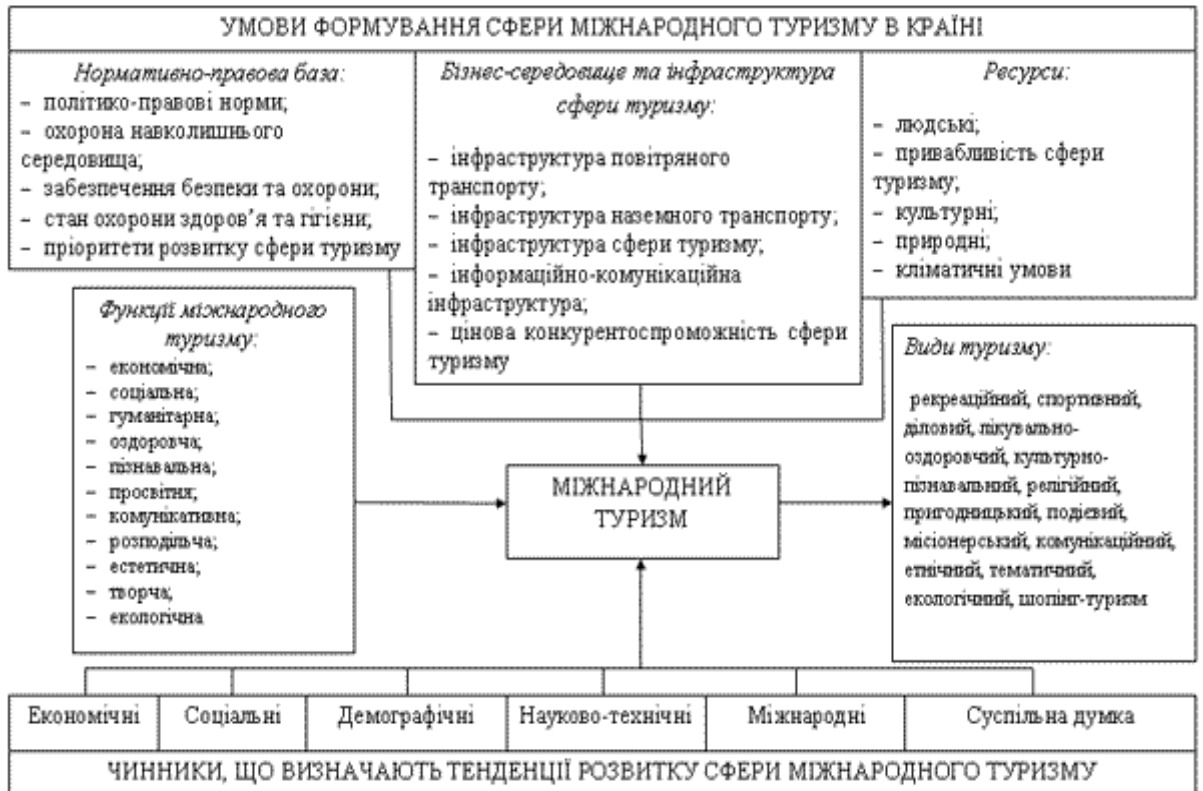 УМОВИ ФОРМУВАННЯ СФЕРИ МІЖНАРОДНОГО ТУРИЗМУ В КРАЇНІ
Нормативно-правова база:
– політико-правові норми;
– охорона навколишнього
середовища;
– забезпечення безпеки та охорони;
– стан охорони здоров’я та гігієни;
– пріоритети розвитку сфери туризму
Бізнес-середовище та інфраструктура
сфери туризму:
– інфраструктура повітряного
транспорту;
– інфраструктура наземного транспорту;
– інфраструктура сфери туризму;
– інформаційно-комунікаційна
інфраструктура;
– цінова конкурентоспроможність сфери
туризму
Ресурси:
– людські;
– привабливість сфери
туризму;
– культурні;
– природні;
– кліматичні умови
Функції міжнародного
туризму:
– економічна;
– соціальна;
– гуманітарна;
– оздоровча;
– пізнавальна;
– просвітня;
– комунікативна;
– розподільча;
– естетична;
– творча;
– екологічна
МІЖНАРОДНИЙ
ТУРИЗМ
Види туризму:
рекреаційний, спортивний,
діловий, лікувально-
оздоровчий, культурно-
пізнавальний, релігійний,
пригодницький, подієвий,
місіонерський, комунікаційний,
етнічний, тематичний,
екологічний, шопінг-туризм
Економічні
Соціальні
Демографічні
Науково-технічні
Міжнародні
Суспільна думка
ЧИННИКИ, ЩО ВИЗНАЧАЮТЬ ТЕНДЕНЦІЇ РОЗВИТКУ СФЕРИ МІЖНАРОДНОГО ТУРИЗМУ